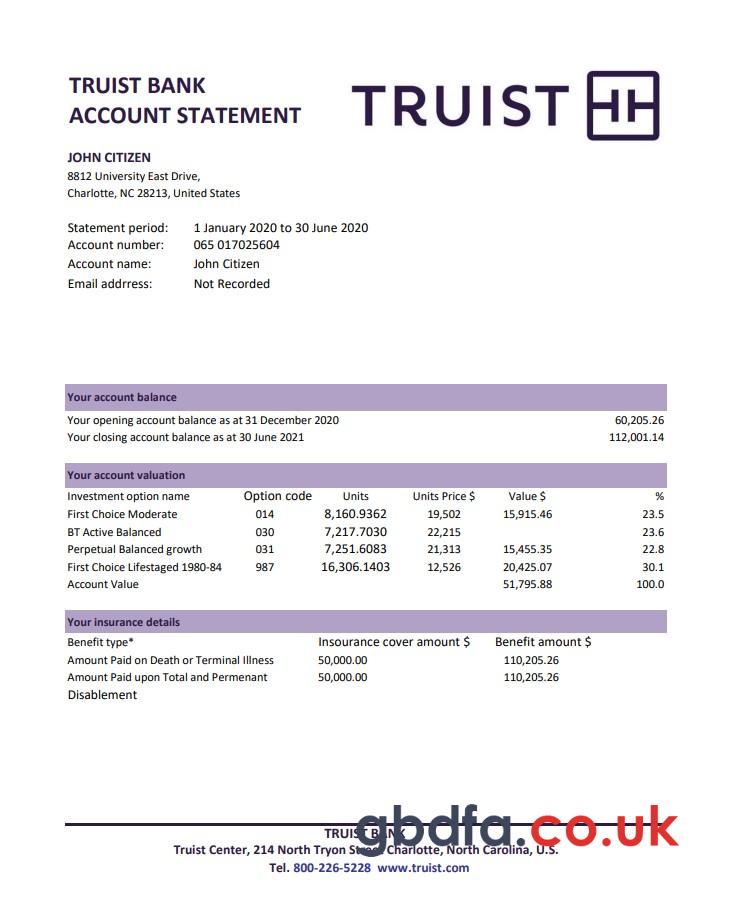 TRUIST BANK
ACCOUNT STATEMENT
TRUIST
JOHN CITIZEN
8812 University East Drive,
Charlotte, NC 28213, United States
Statement period: 1 January 2020 to 30 June 2020
Account number: 065 017025604
Account name: John Citizen
Email addrress: Not Recorded
Your account balance
Your opening account balance as at 31 December 2020 60,205.26
Your closing account balance as at 30 June 2021 112,001.14
Your account valuation
Investment option name Option code Units Units Price $ Value $ %
First Choice Moderate 014 8,160.9362 19,502 15,915.46 23.5
BT Active Balanced 030 7,217.7030 22,215 23.6
Perpetual Balanced growth 031 7,251.6083 21,313 15,455.35 22.8
First Choice Lifestaged 1980-84 987 16,306.1403 12,526 20,425.07 30.1
Account Value 51,795.88 100.0
Your insurance details
Benefit type* Insourance cover amount $ Benefit amount $
Amount Paid on Death or Terminal Illness 50,000.00 110,205.26
Amount Paid upon Total and Permenant 50,000.00 110,205.26
Disablement
gbdfa.co.uk
TRUIST BANK
Truist Center, 214 North Tryon Street Charlotte, North Carolina, U.S.
Tel. 800-226-5228 www.truist.com